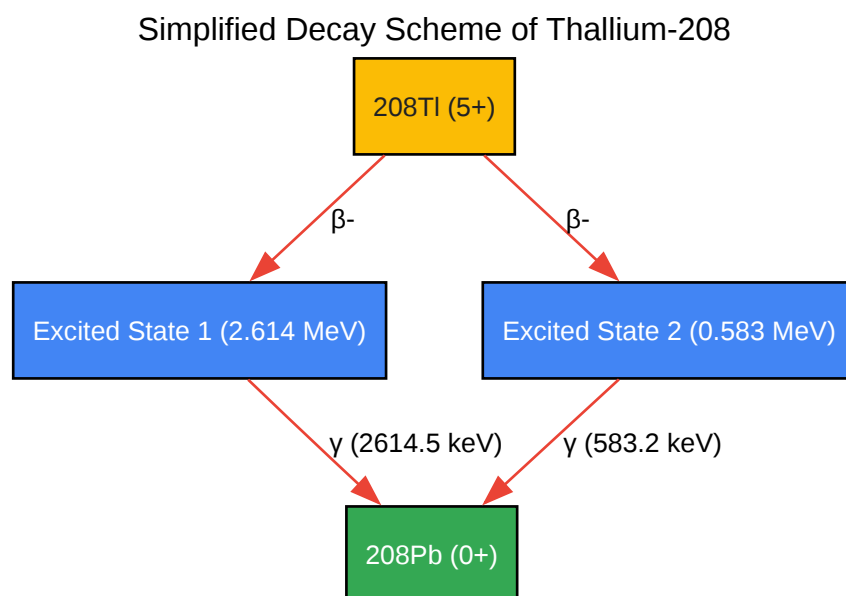 Simplified Decay Scheme of Thallium-208
208Tl (5+)
β-
β-
Excited State 1 (2.614 MeV)
Excited State 2 (0.583 MeV)
γ (2614.5 keV)
γ (583.2 keV)
208Pb (0+)